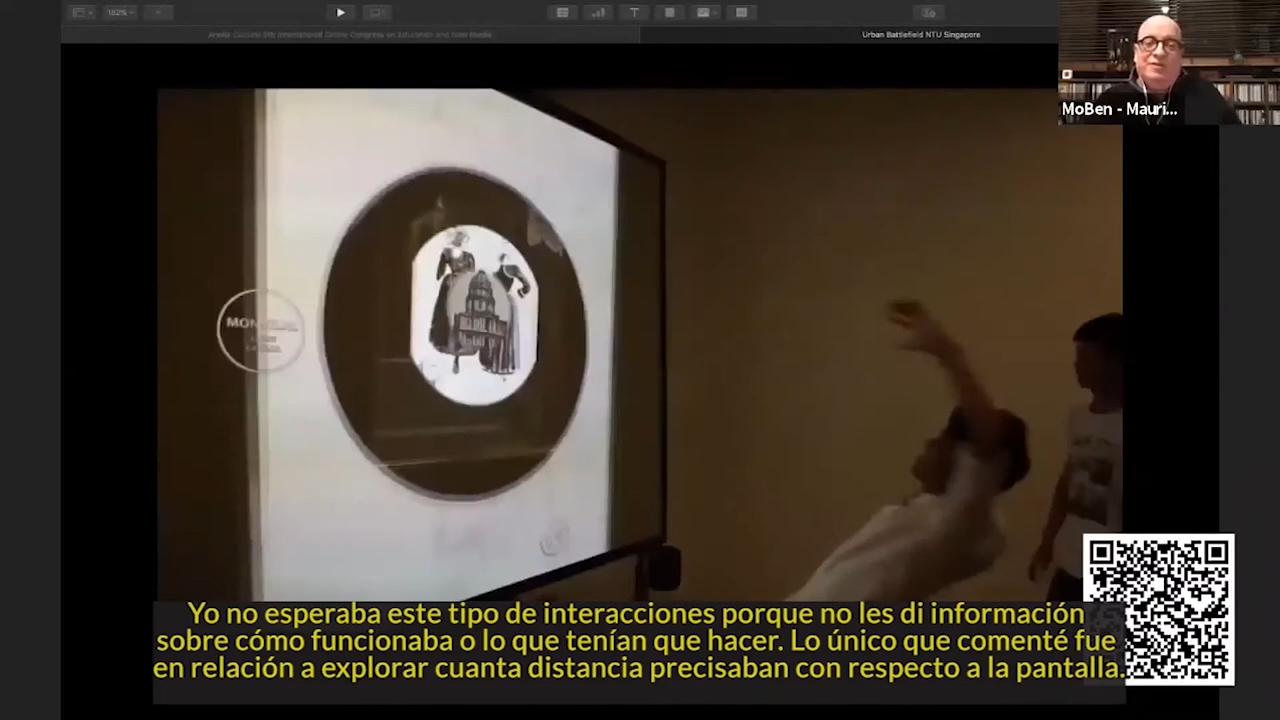 182%
Urban Battlefield NTU Singapore
MoBen - Mauri...
Yo no esperaba este tipo de interacciones porque no les di información
sobre cómo funcionaba o lo que tenían que hacer. Lo único que comenté fue
en relación a explorar cuanta distancia precisaban con respecto a la pantalla.